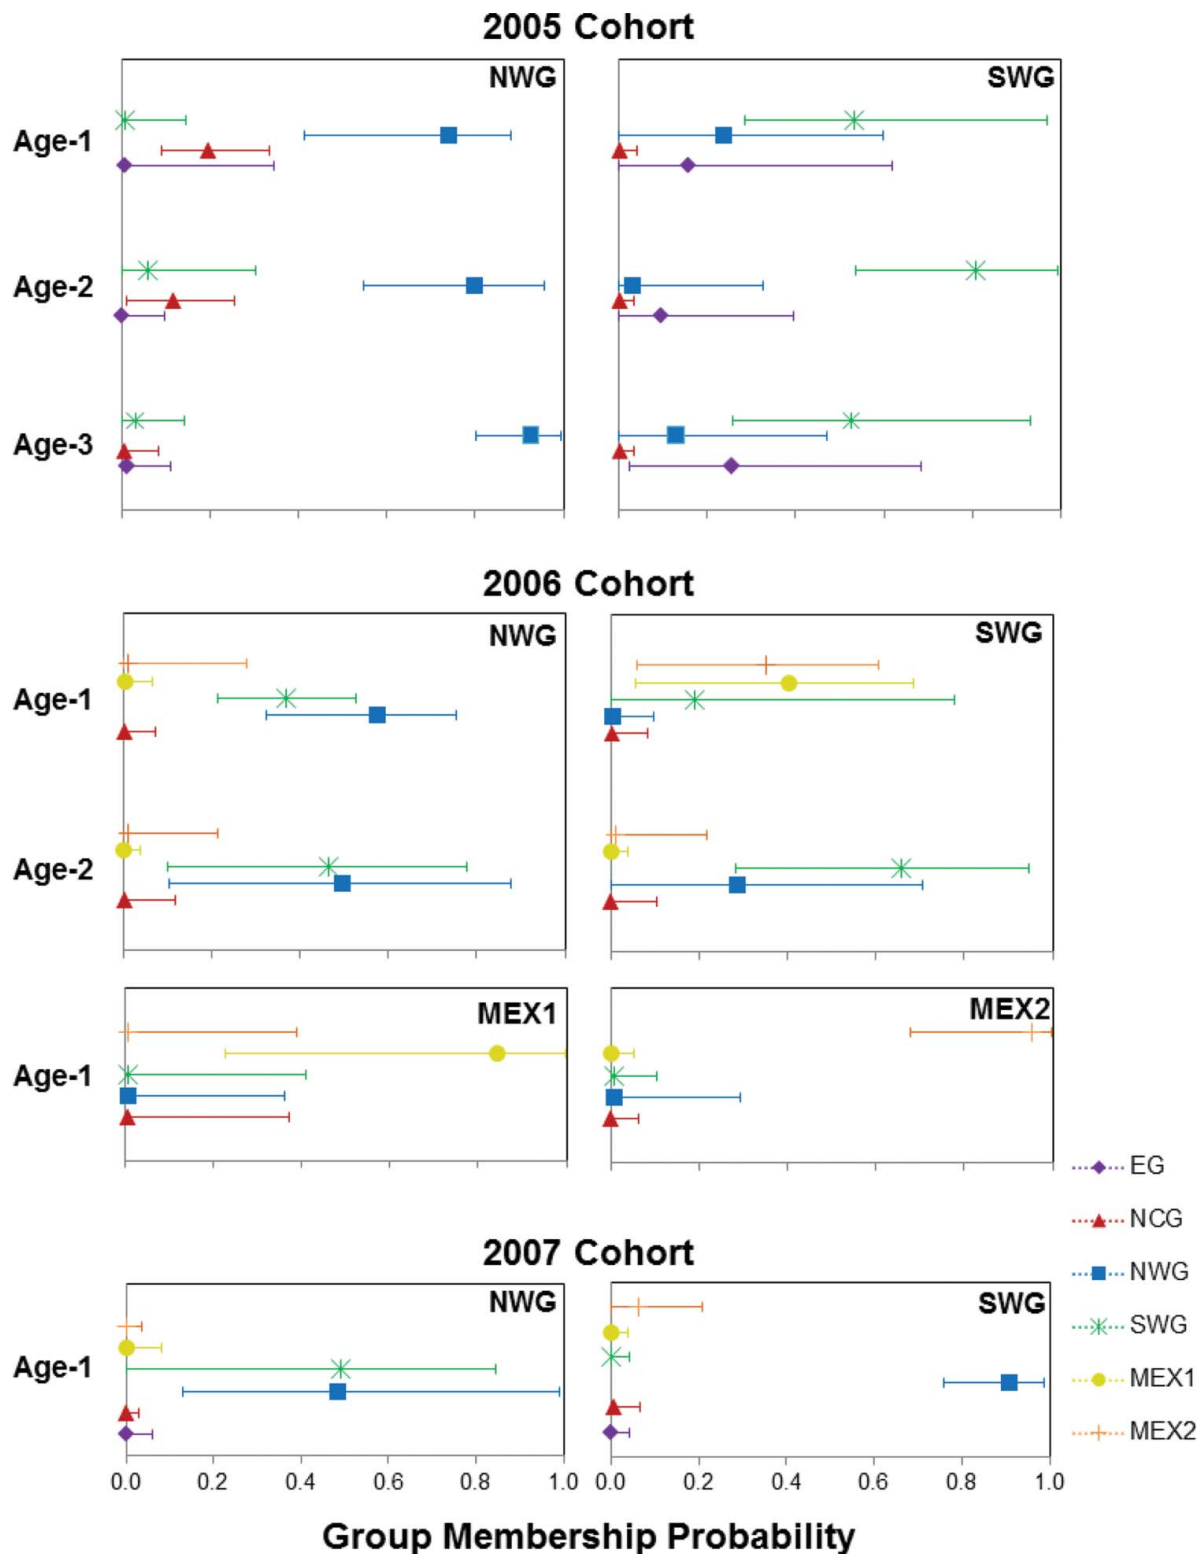 2005 Cohort
NWG
SWG
Age-1
Age-2
Age-3
2006 Cohort
NWG
SWG
Age-1
Age-2
MEX1
MEX2
Age-1
EG
NCG
NWG
SWG
MEX1
MEX2
2007 Cohort
NWG
SWG
Age-1
0.0 0.2 0.4 0.6 0.8 1.0
0.0 0.2 0.4 0.6 0.8 1.0
Group Membership Probability